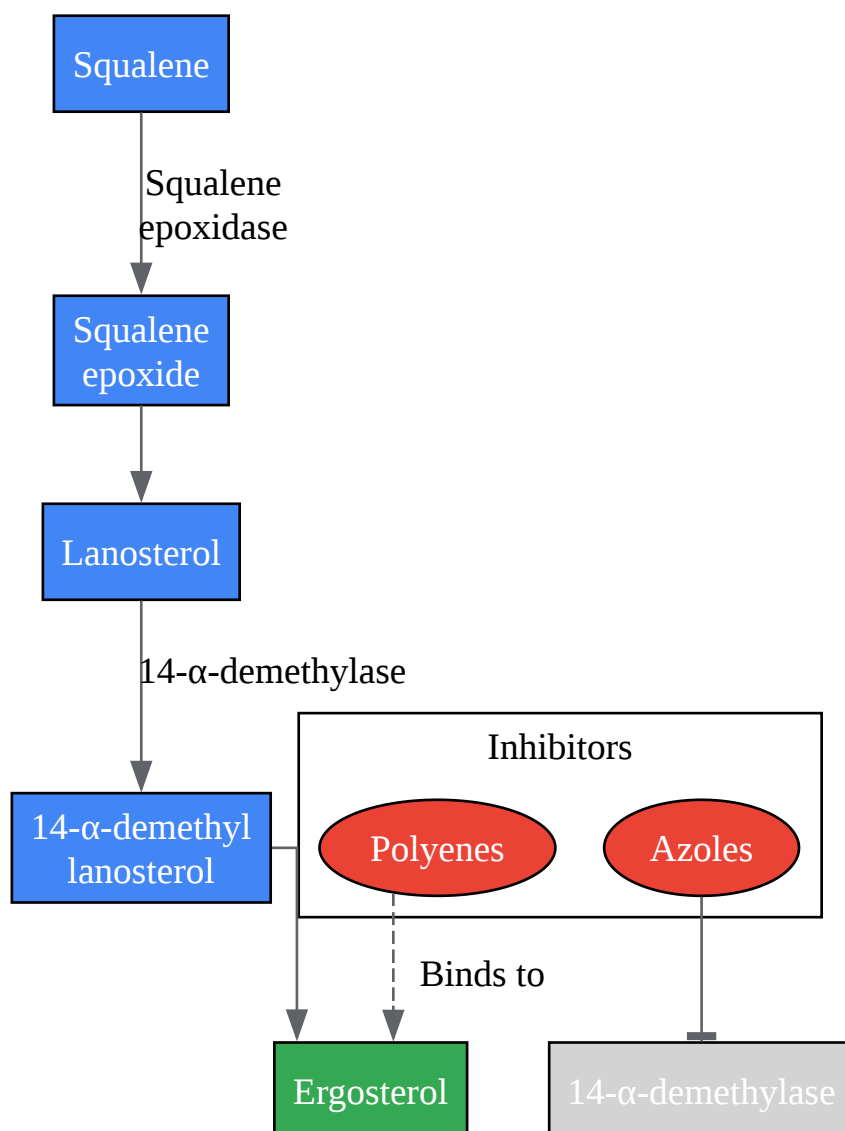 Squalene
Squalene
epoxidase
Squalene
epoxide
Lanosterol
14-α-demethylase
Inhibitors
14-α-demethyl
lanosterol
Polyenes
Azoles
Binds to
Ergosterol
14-α-demethylase